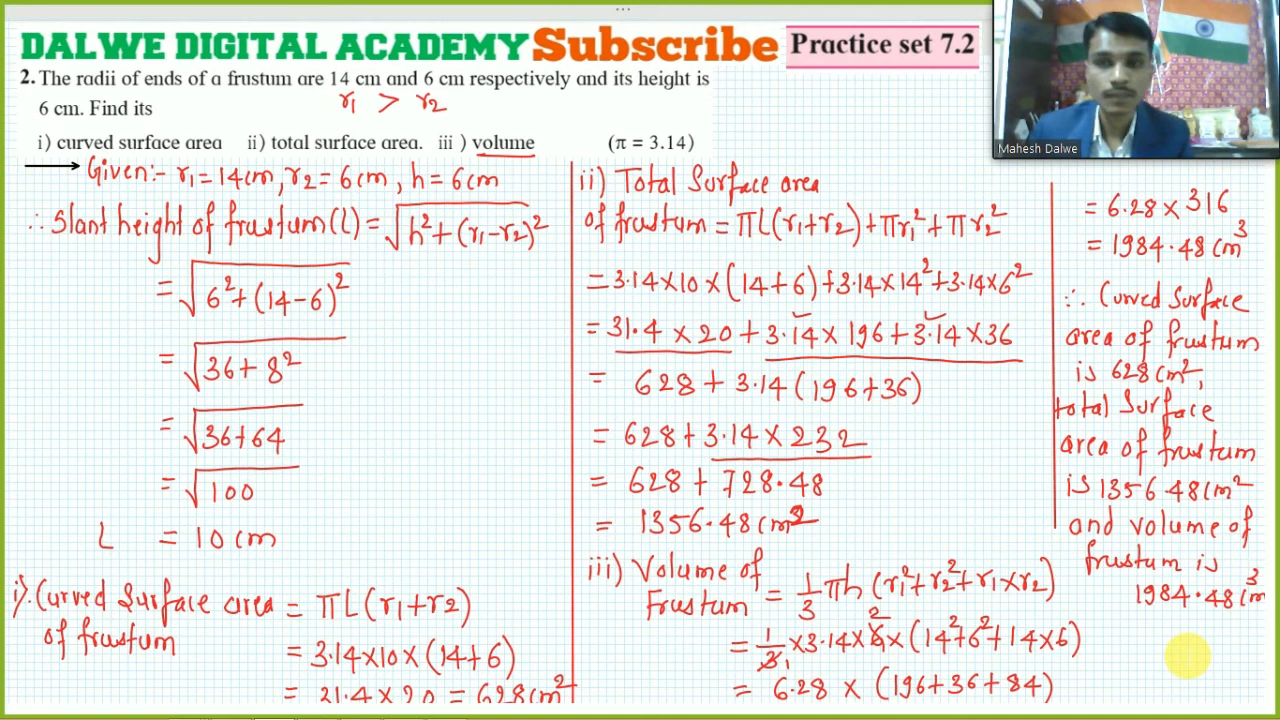 DALWE DIGITAL ACADEMY Subscribe Practice set 7.2
2. The radii of ends of a frustum are 14 cm and 6 cm respectively and its height is
6 cm. Find its
r₁ > r₂
i) curved surface area ii) total surface area. iii ) volume (π = 3.14)
Mahesh Dalwe
→ Given:- r₁=14cm, r₂=6cm, h=6cm
∴ Slant height of frustum (l) = √h²+(r₁-r₂)²
= √6²+(14-6)²
= √36+8²
= √36+64
= √100
L = 10cm
i) Curved Surface area = πL(r₁+r₂)
of frustum
= 3.14×10×(14+6)
= 31.4×20 = 628cm²
ii) Total Surface area
of frustum = πL(r₁+r₂)+πr₁²+πr₂²
= 3.14×10×(14+6)+3.14×14²+3.14×6²
= 31.4×20+3.14×196+3.14×36
= 628+3.14(196+36)
= 628+3.14×232
= 628+728.48
= 1356.48cm²
iii) Volume of
Frustum = 1/3 πh (r₁²+r₂²+r₁×r₂)
= 1/3₁ ×3.14×6² ×(14²+6²+14×6)
= 6.28 × (196+36+84)
= 6.28×316
= 1984.48cm³
∴ Curved Surface
area of frustum
is 628cm²,
total Surface
area of frustum
is 1356.48cm²
and volume of
frustum is
1984.48cm³